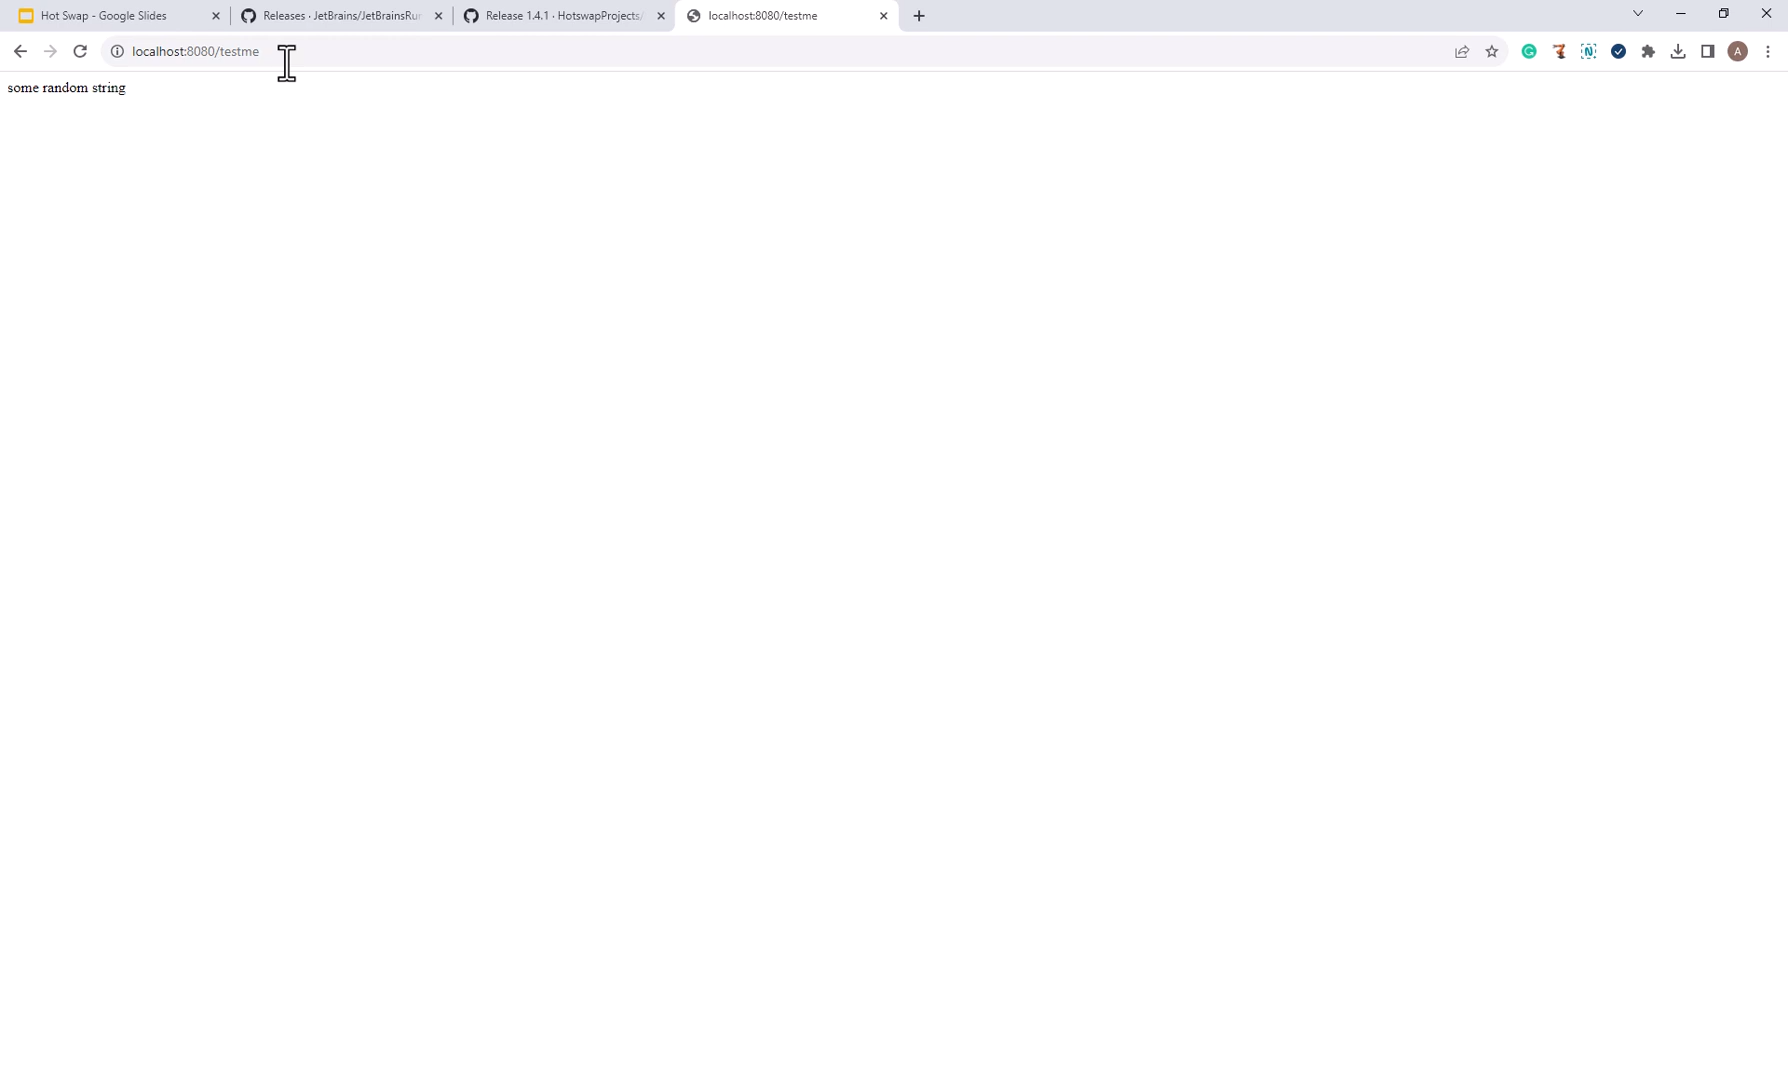 Hot Swap - Google Slides
Releases · JetBrains/JetBrainsRun
Release 1.4.1 · HotswapProjects/
localhost:8080/testme
localhost:8080/testme
A
some random string